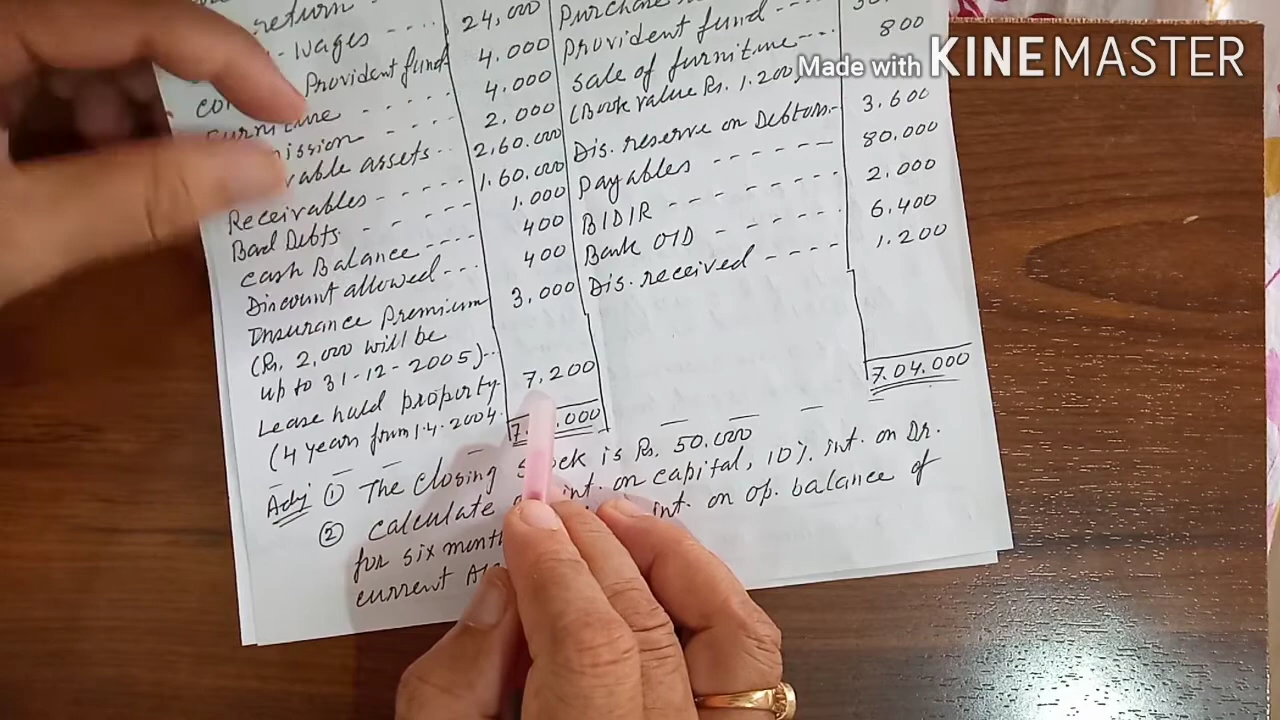 return
wages 24,000
Provident fund 4.000
Furniture 4.000
2,000
assets 2,60.000
Receivables 1.60.000
Bad Debts 1.000
Cash Balance 400
Discount allowed 400
Insurance Premium 3,000
(Rs. 2,000 will be
up to 31-12-2005)
Lease hold property 7,200
(4 years from 1.4.2004
Purchase
Provident fund
Sale of furniture 800
(Book value Rs. 1.200)
Dis. reserve on Debtors 3.600
Payables 80.000
B/D/R 2.000
Bank O/D 6.400
Dis. received 1.200
7.04.000
Adj ① The closing is Rs. 50.000
② calculate int. on capital, 10% int. on Dr.
for six int. on op. balance of
current
Made with KINEMASTER